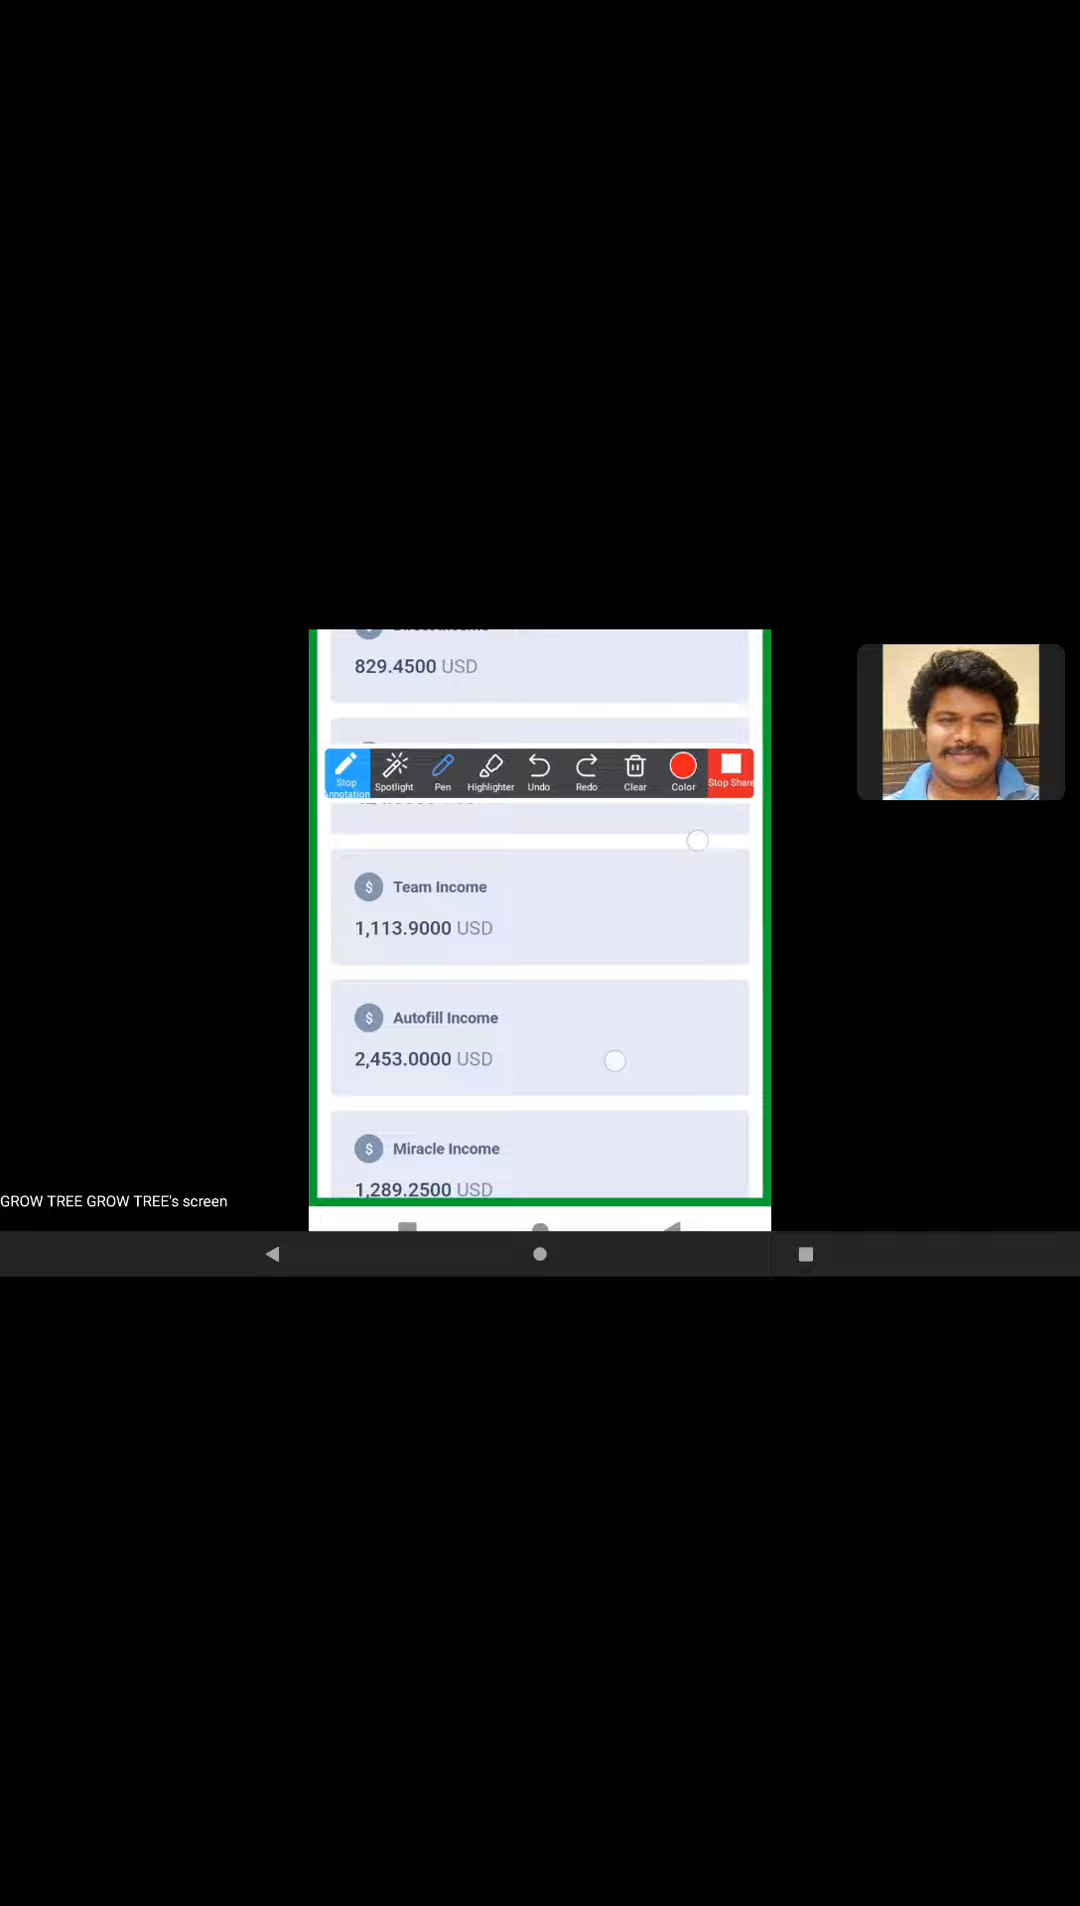 829.4500 USD
Stop Annotation
Spotlight
Pen
Highlighter
Undo
Redo
Clear
Color
Stop Share
Team Income
1,113.9000 USD
Autofill Income
2,453.0000 USD
Miracle Income
1,289.2500 USD
GROW TREE GROW TREE's screen